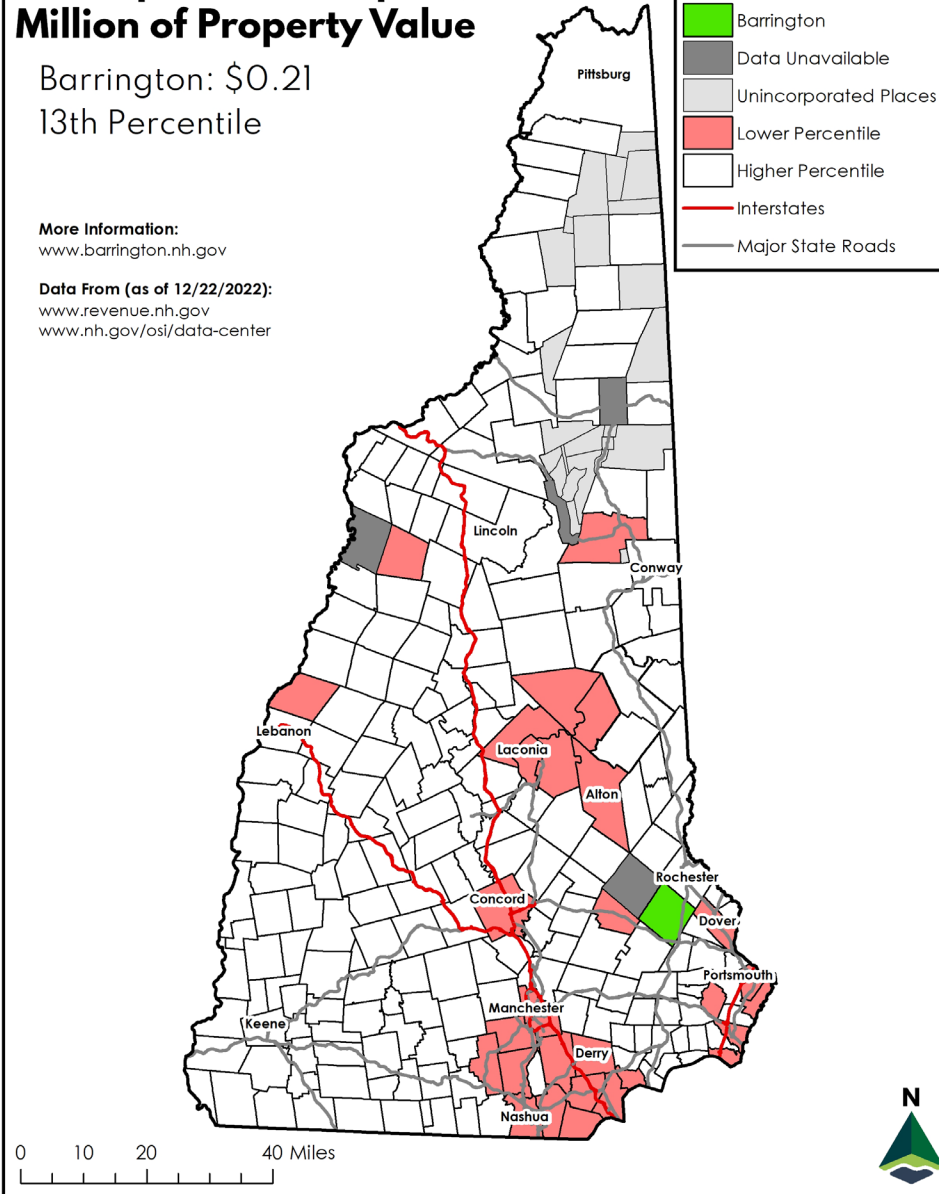 Million of Property Value
Barrington: $0.21
13th Percentile
More Information:
www.barrington.nh.gov
Data From (as of 12/22/2022):
www.revenue.nh.gov
www.nh.gov/osi/data-center
Barrington
Data Unavailable
Unincorporated Places
Lower Percentile
Higher Percentile
Interstates
Major State Roads
Pittsburg
Lincoln
Conway
Lebanon
Laconia
Alton
Rochester
Concord
Dover
Portsmouth
Manchester
Keene
Derry
Nashua
N
0 10 20 40 Miles